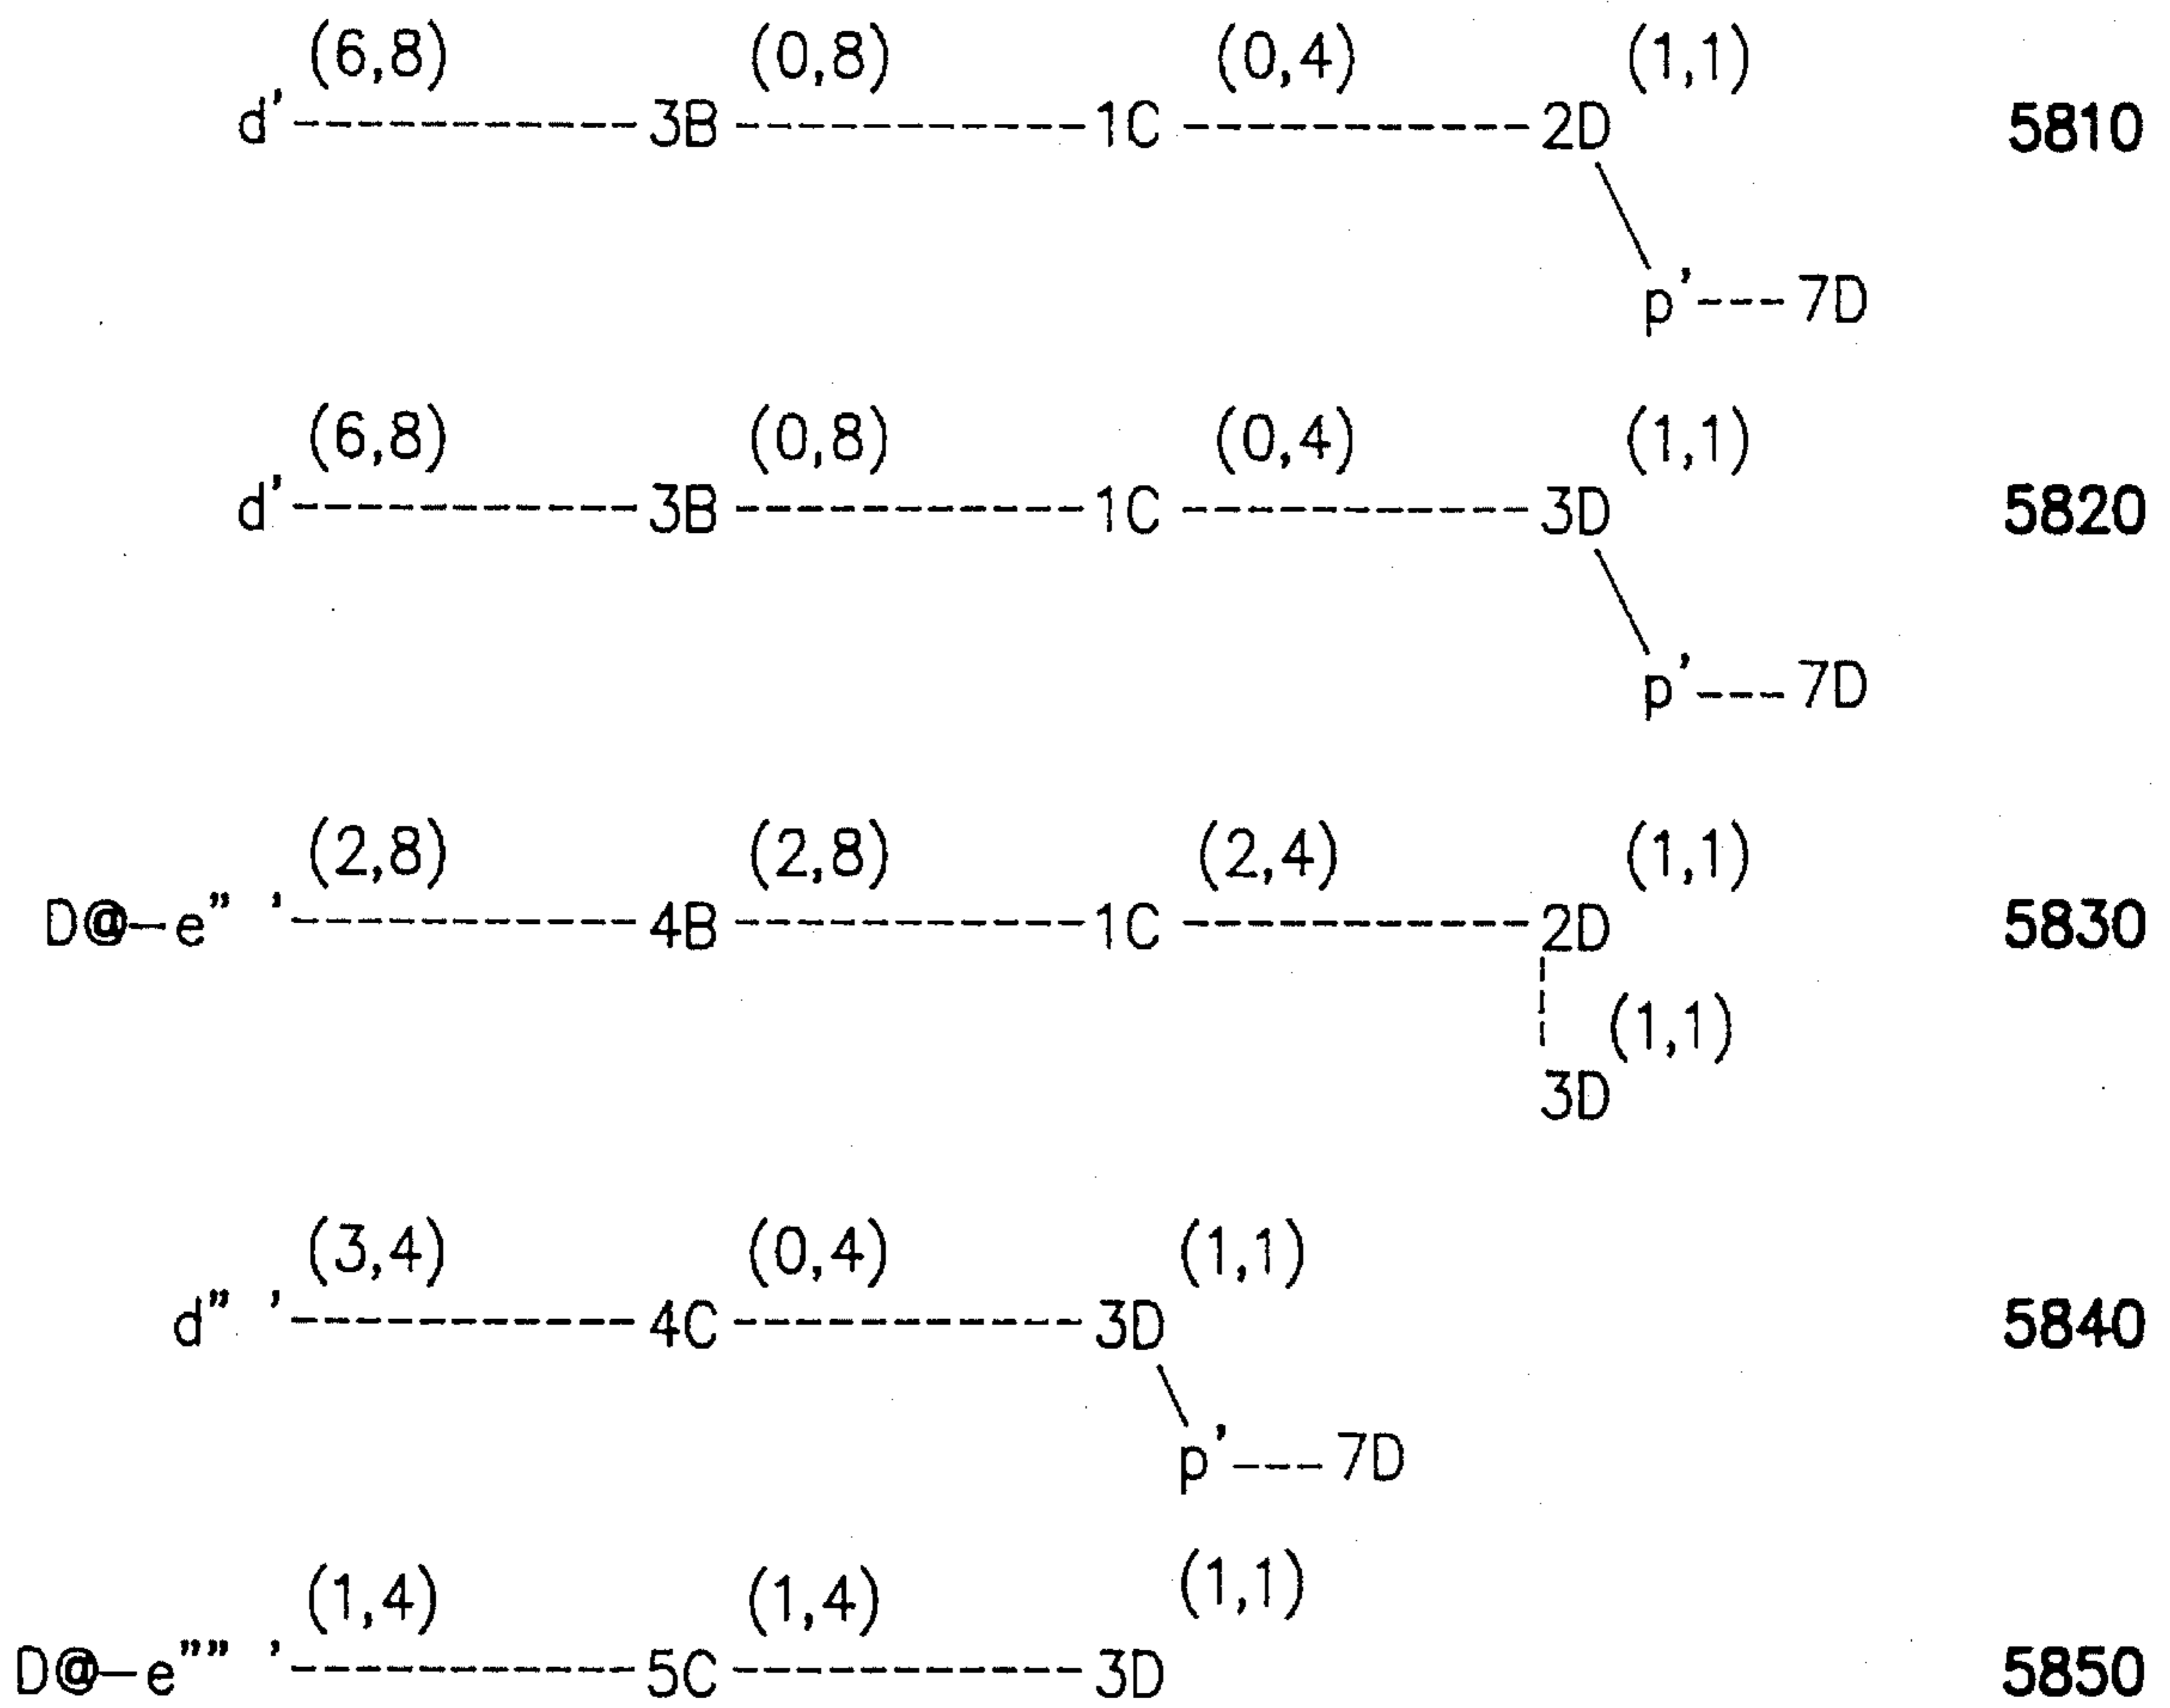 (6,8) (0,8) (0,4) (1,1)
d' 3B 1C 2D 5810
p' 7D
(6,8) (0,8) (0,4) (1,1)
d' 3B 1C 3D 5820
p' 7D
(2,8) (2,8) (2,4) (1,1)
D@-e" ' 4B 1C 2D 5830
(1,1)
3D
(3,4) (0,4) (1,1)
d" ' 4C 3D 5840
p' 7D
(1,4) (1,4) (1,1)
D@-e"" ' 5C 3D 5850